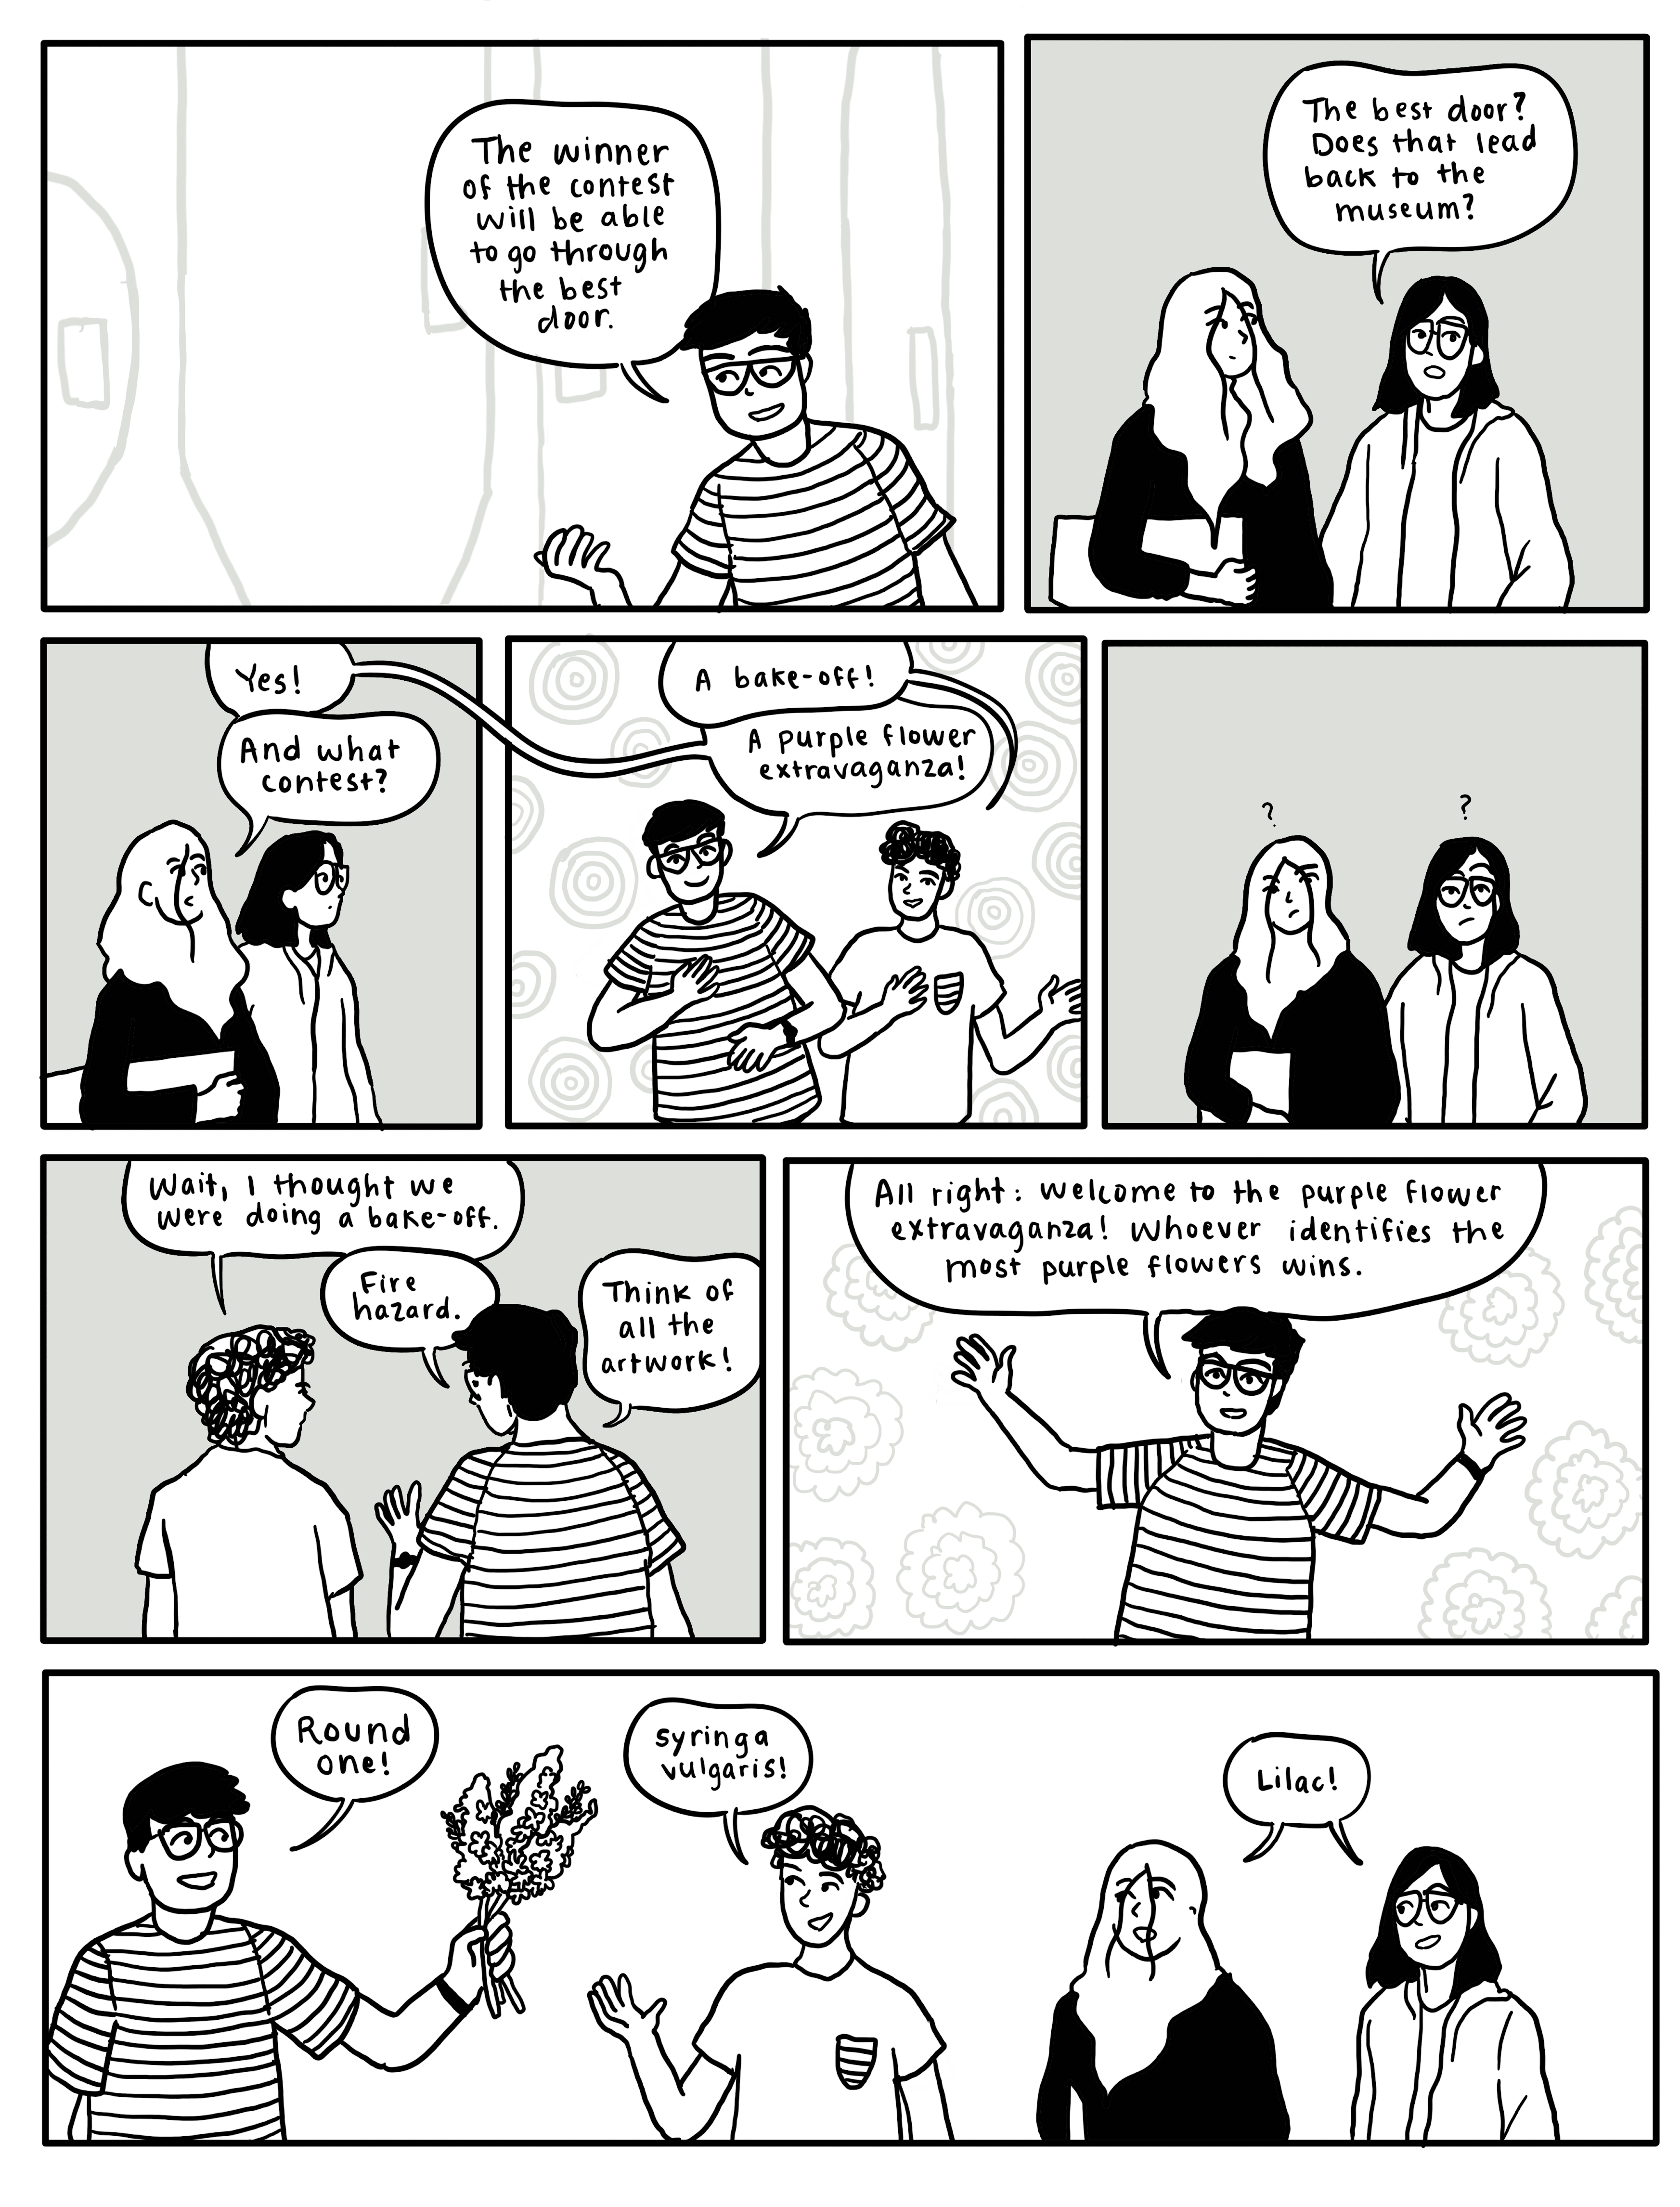 The winner
of the contest
will be able
to go through
the best
door.
The best door?
Does that lead
back to the
museum?
Yes!
And what
contest?
A bake-off!
A purple flower
extravaganza!
?
?
Wait, I thought we
were doing a bake-off.
Fire
hazard.
Think of
all the
artwork!
All right: Welcome to the purple flower
extravaganza! Whoever identifies the
most purple flowers wins.
Round
one!
syringa
vulgaris!
Lilac!